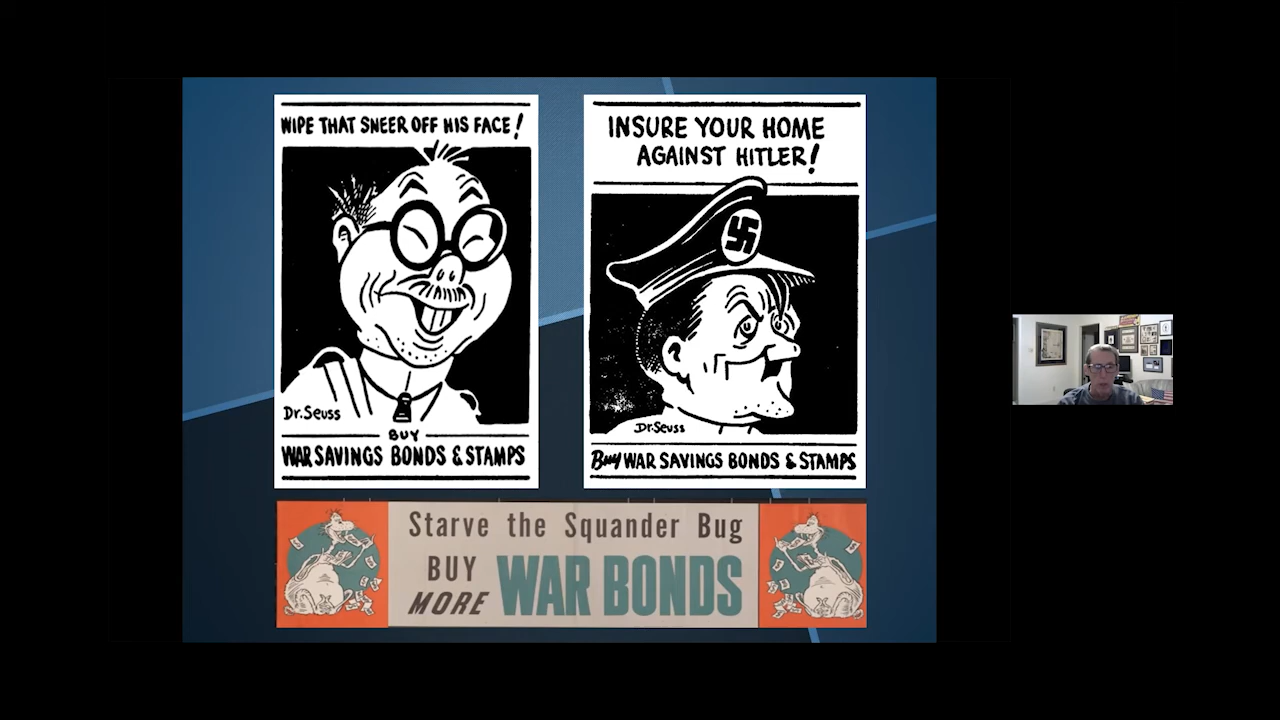 WIPE THAT SNEER OFF HIS FACE!
Dr. Seuss
BUY
WAR SAVINGS BONDS & STAMPS
INSURE YOUR HOME
AGAINST HITLER!
Dr. Seuss
Buy WAR SAVINGS BONDS & STAMPS
Starve the Squander Bug
BUY
MORE
WAR BONDS